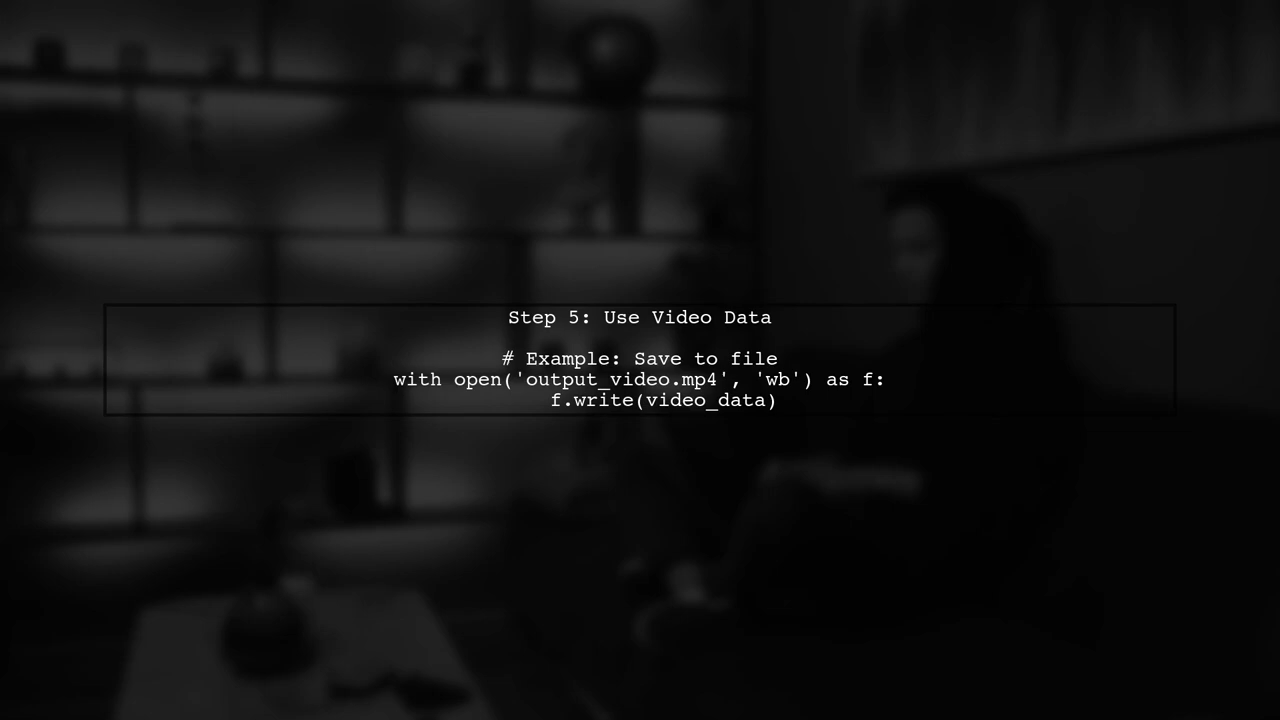 Step 5: Use Video Data
# Example: Save to file
with open('output_video.mp4', 'wb') as f:
    f.write(video_data)